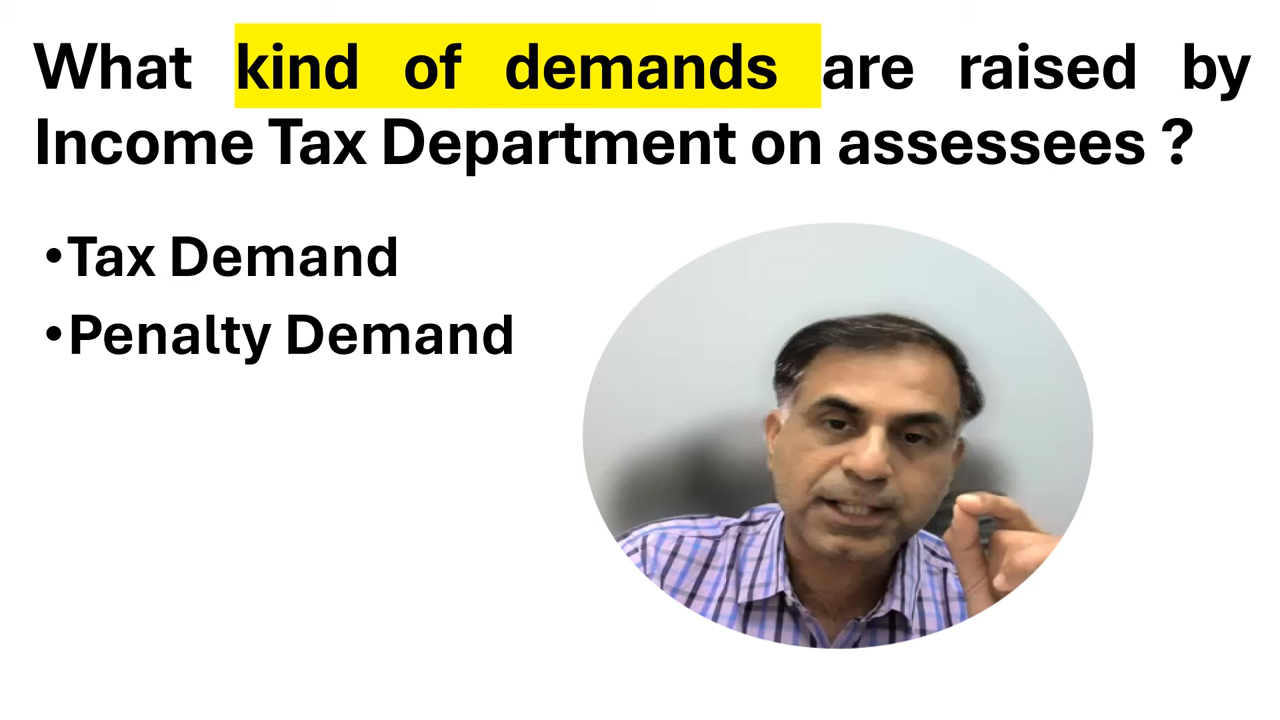 What kind of demands are raised by
Income Tax Department on assessees ?
•Tax Demand
•Penalty Demand